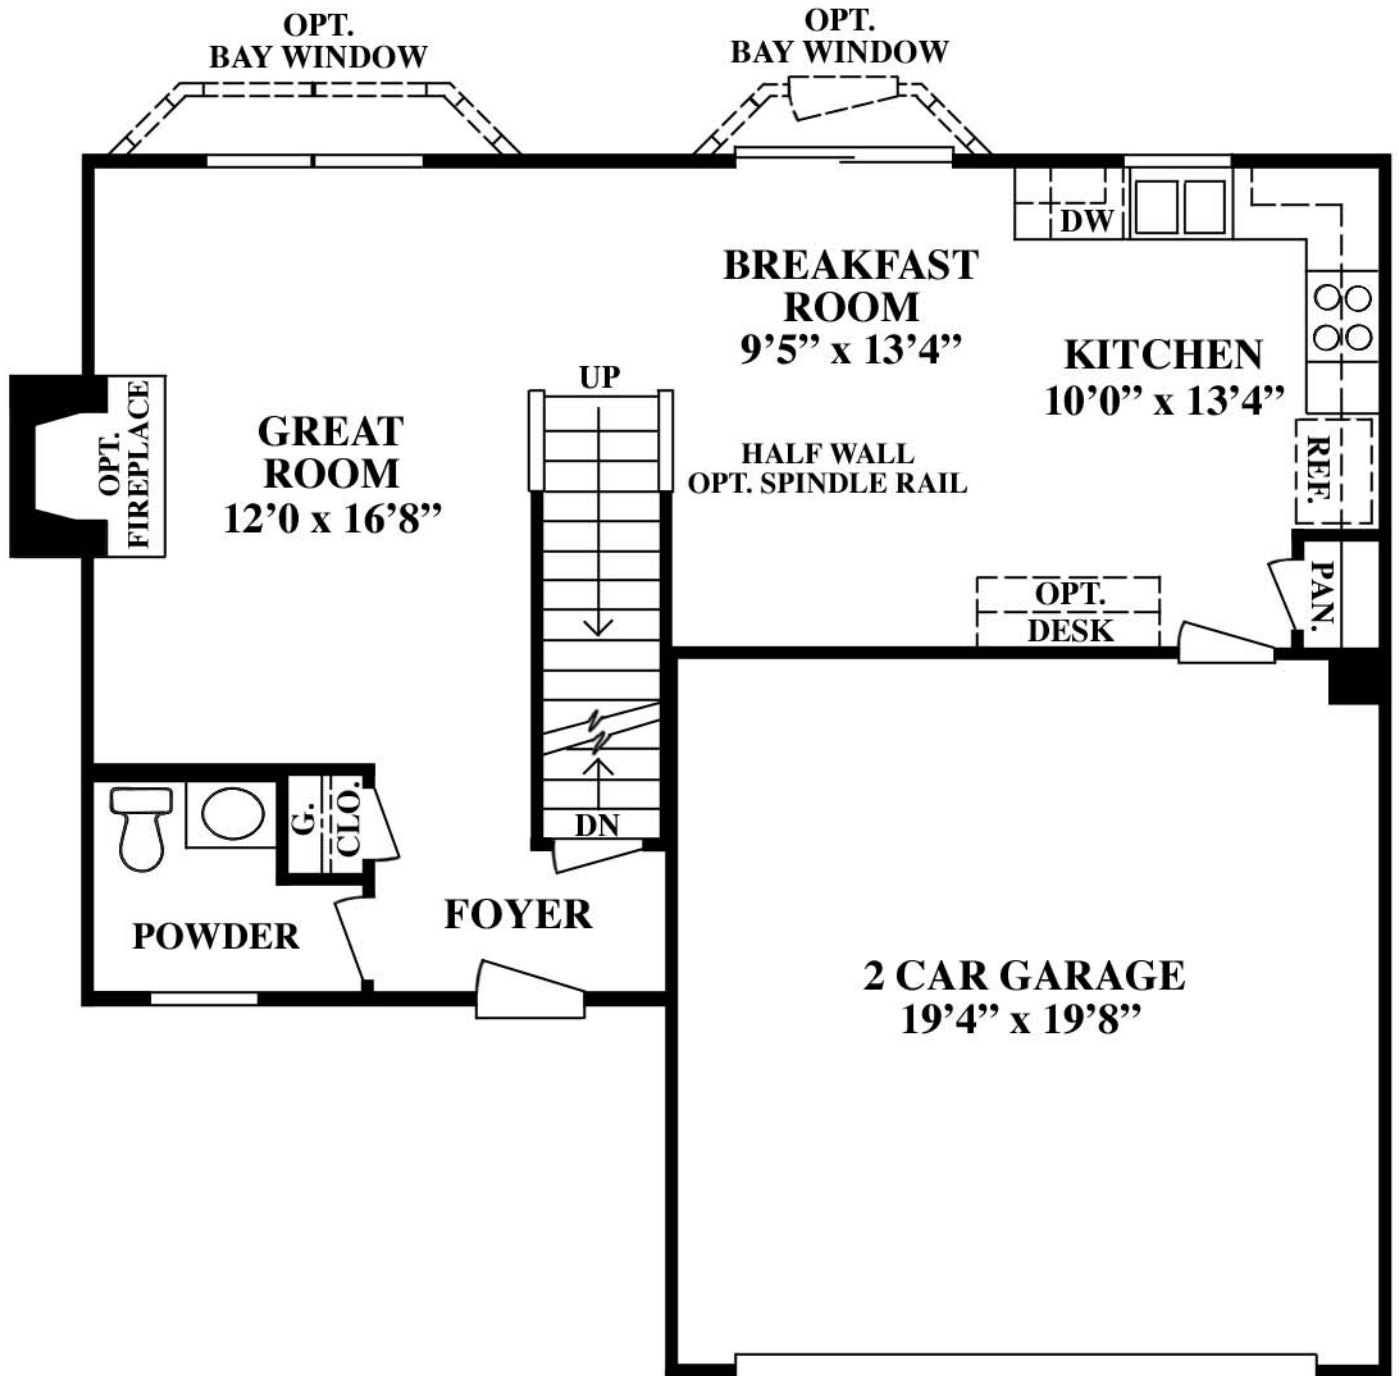 OPT.
BAY WINDOW
OPT.
BAY WINDOW
DW
BREAKFAST
ROOM
9'5” x 13'4”
KITCHEN
10'0” x 13'4”
UP
OPT.
FIREPLACE
GREAT
ROOM
12’0 x 16’8”
HALF WALL
OPT. SPINDLE RAIL
REF.
PAN.
OPT.
DESK
G.
CLO.
DN
POWDER
FOYER
2 CAR GARAGE
19’4” x 19’8”